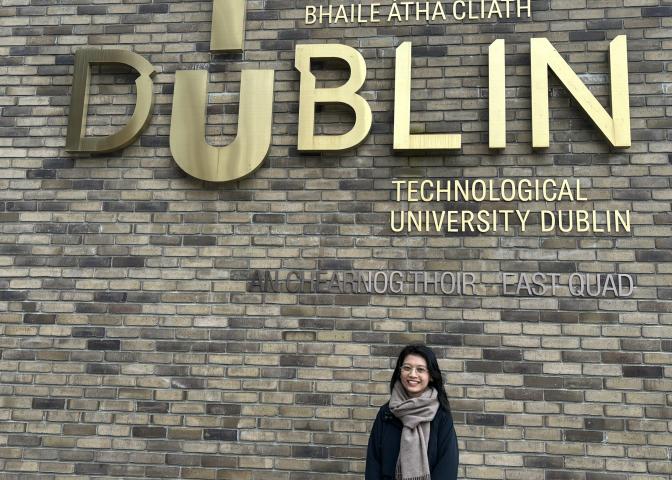 BHAILE ÁTHA CLIATH
DUBLIN
TECHNOLOGICAL
UNIVERSITY DUBLIN
AN CHEARNÓG THOIR EAST QUAD